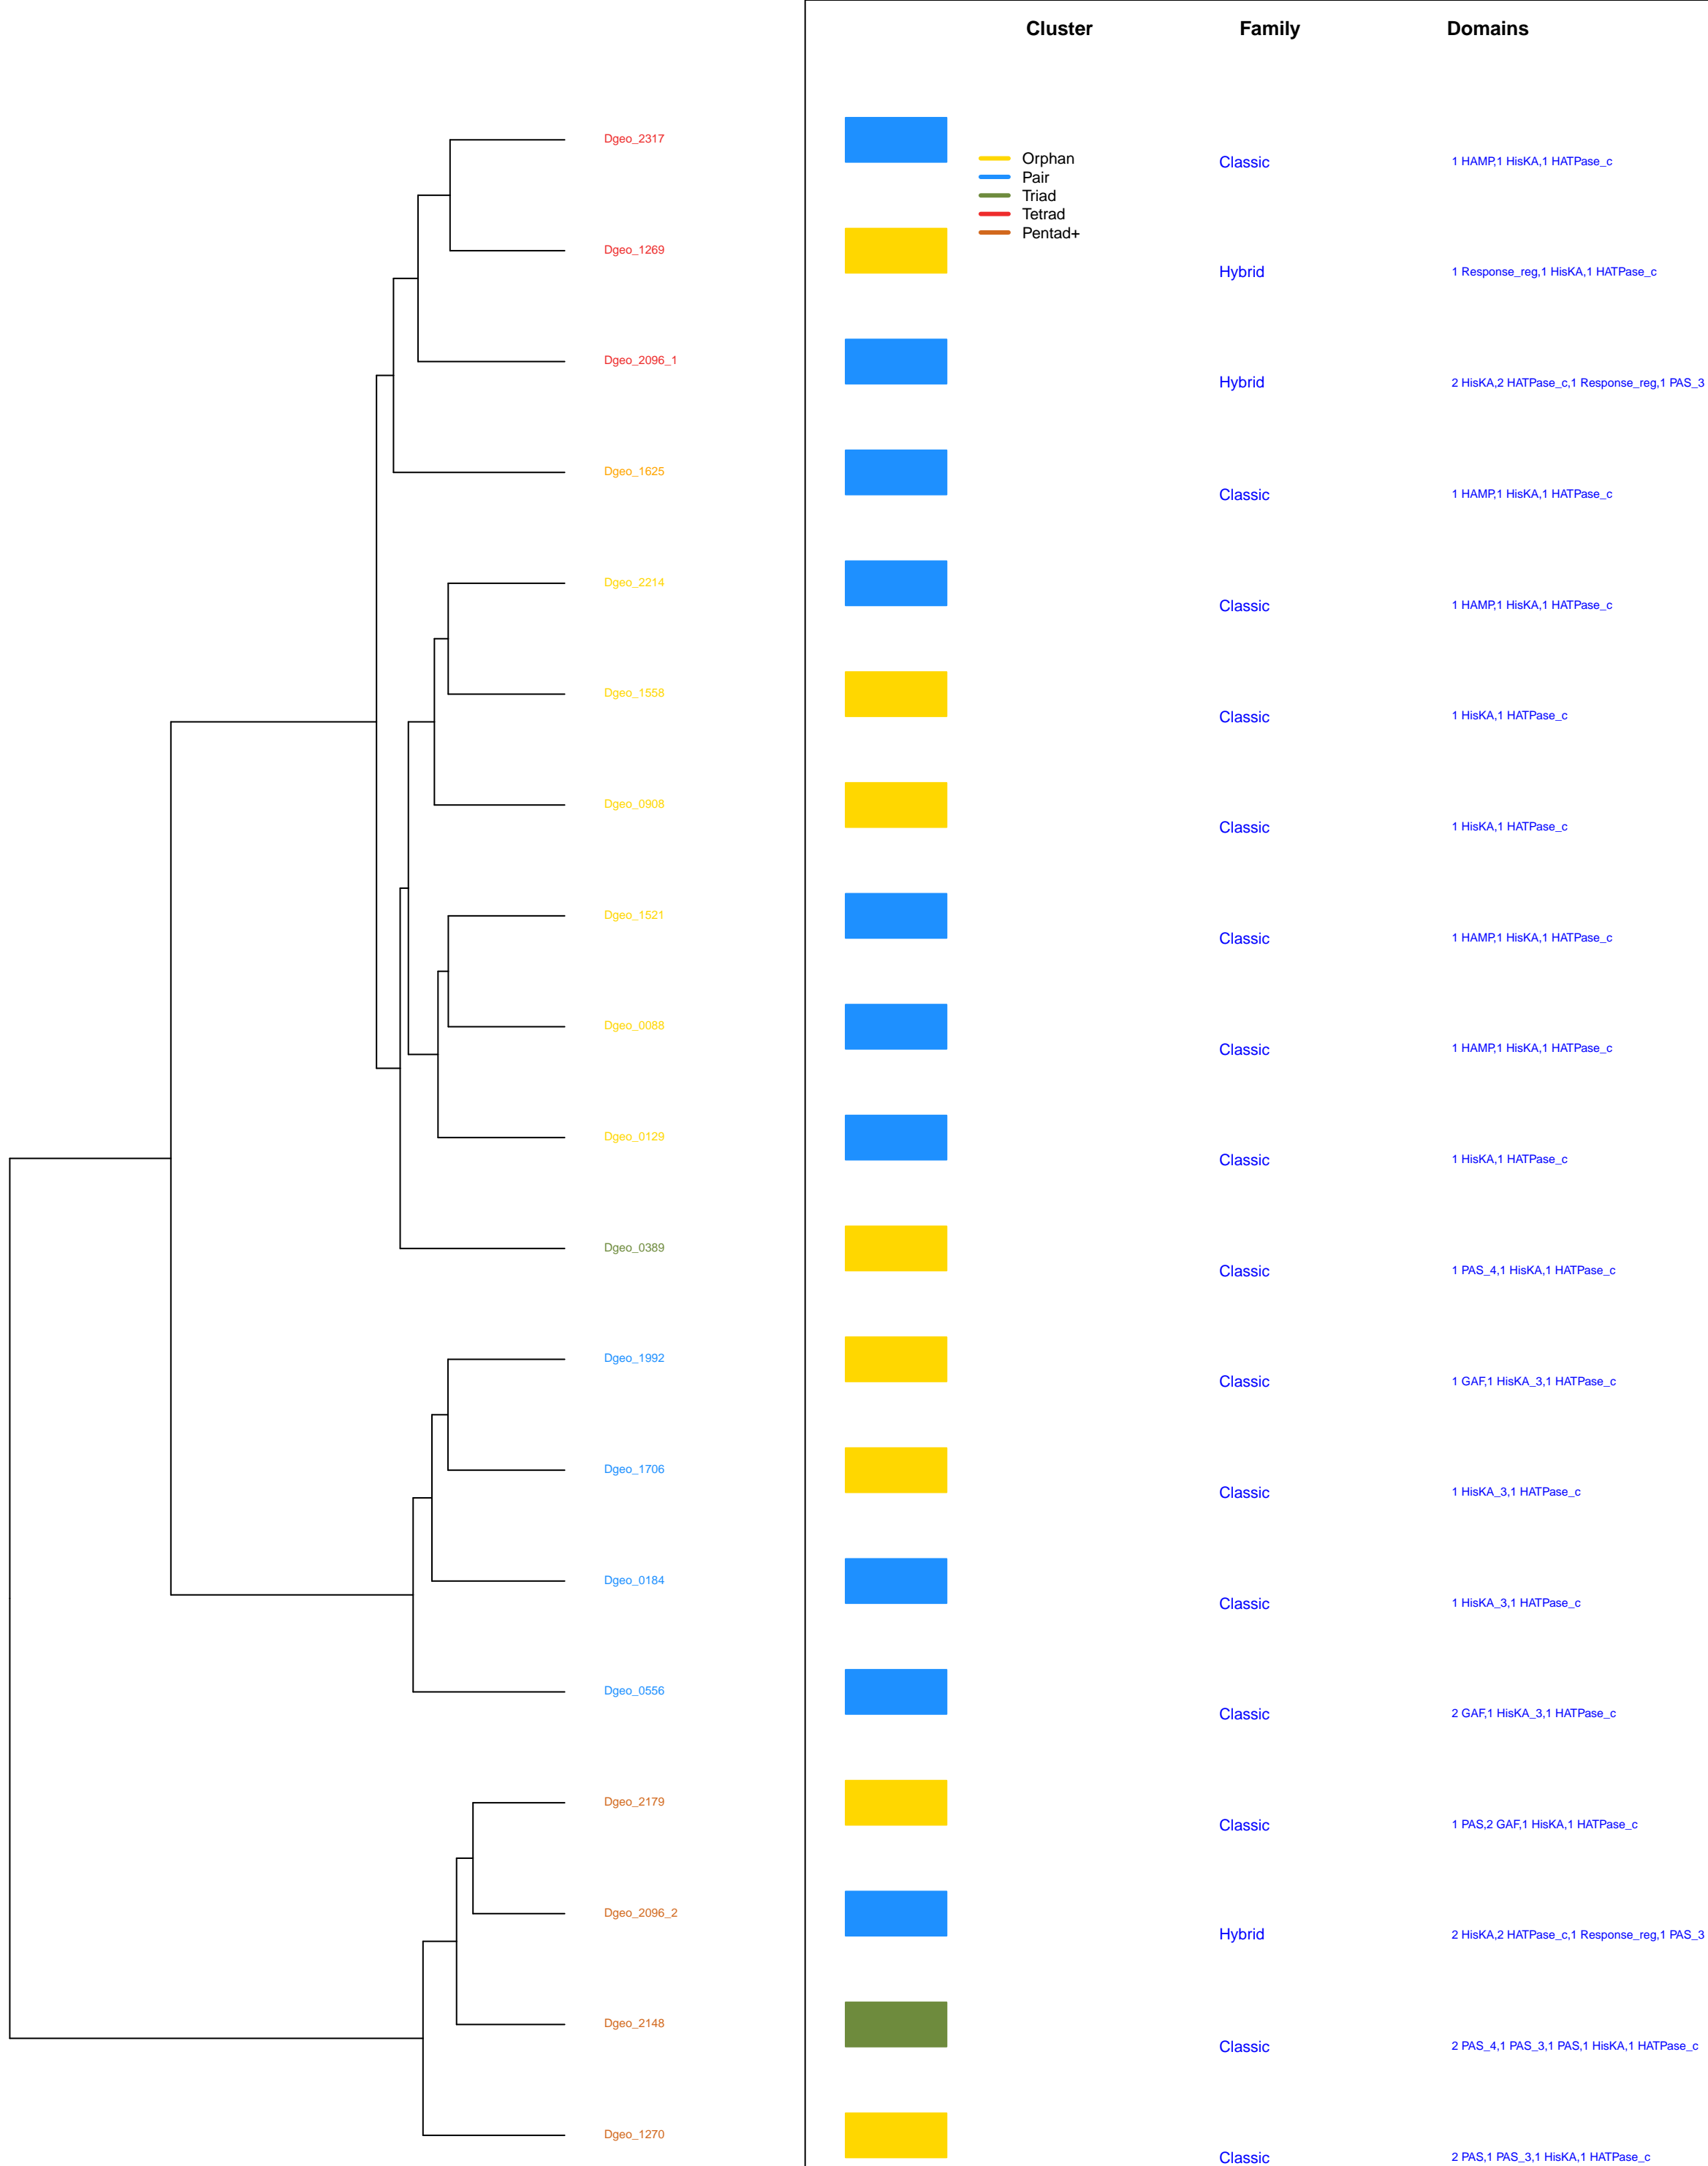 Cluster Family Domains
Dgeo_2317
Orphan
Classic 1 HAMP,1 HisKA,1 HATPase_c
Pair
Triad
Tetrad
Pentad+
Dgeo_1269
Hybrid 1 Response_reg,1 HisKA,1 HATPase_c
Dgeo_2096_1
Hybrid 2 HisKA,2 HATPase_c,1 Response_reg,1 PAS_3
Dgeo_1625
Classic 1 HAMP,1 HisKA,1 HATPase_c
Dgeo_2214
Classic 1 HAMP,1 HisKA,1 HATPase_c
Dgeo_1558
Classic 1 HisKA,1 HATPase_c
Dgeo_0908
Classic 1 HisKA,1 HATPase_c
Dgeo_1521
Classic 1 HAMP,1 HisKA,1 HATPase_c
Dgeo_0088
Classic 1 HAMP,1 HisKA,1 HATPase_c
Dgeo_0129
Classic 1 HisKA,1 HATPase_c
Dgeo_0389
Classic 1 PAS_4,1 HisKA,1 HATPase_c
Dgeo_1992
Classic 1 GAF,1 HisKA_3,1 HATPase_c
Dgeo_1706
Classic 1 HisKA_3,1 HATPase_c
Dgeo_0184
Classic 1 HisKA_3,1 HATPase_c
Dgeo_0556
Classic 2 GAF,1 HisKA_3,1 HATPase_c
Dgeo_2179
Classic 1 PAS,2 GAF,1 HisKA,1 HATPase_c
Dgeo_2096_2
Hybrid 2 HisKA,2 HATPase_c,1 Response_reg,1 PAS_3
Dgeo_2148
Classic 2 PAS_4,1 PAS_3,1 PAS,1 HisKA,1 HATPase_c
Dgeo_1270
Classic 2 PAS,1 PAS_3,1 HisKA,1 HATPase_c